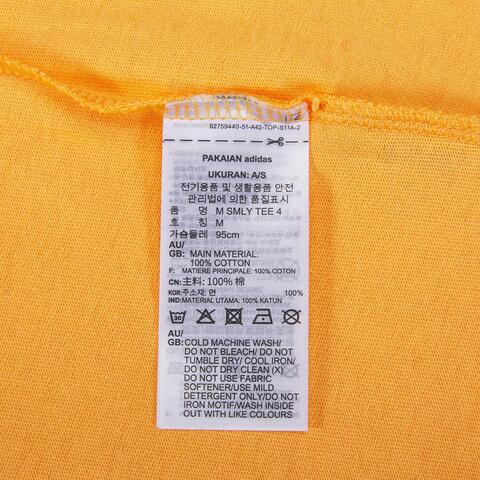 62759440-51-A42-TOP-S11A-2
PAKAIAN adidas
UKURAN: A/S
전기용품 및 생활용품 안전
관리법에 의한 품질표시
품 명 M SMLY TEE 4
호 칭 M
가슴둘레 95cm
AU/
GB: MAIN MATERIAL:
100% COTTON
F: MATIERE PRINCIPALE: 100% COTON
CN: 主料: 100% 棉
KOR: 주소재: 면 100%
IND: MATERIAL UTAMA: 100% KATUN
30
AU/
GB: COLD MACHINE WASH/
DO NOT BLEACH/ DO NOT
TUMBLE DRY/ COOL IRON/
DO NOT DRY CLEAN (X)
DO NOT USE FABRIC
SOFTENER/USE MILD
DETERGENT ONLY/DO NOT
IRON MOTIF/WASH INSIDE
OUT WITH LIKE COLOURS